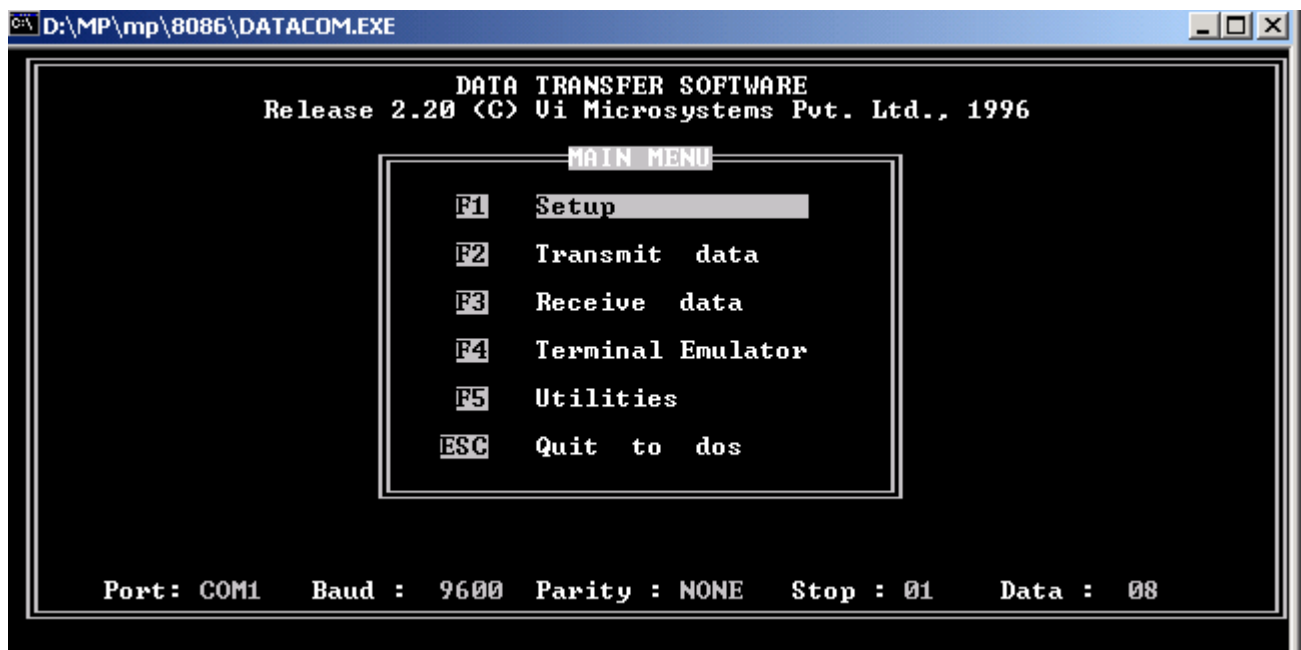 D:\MP\mp\8086\DATACOM.EXE
DATA TRANSFER SOFTWARE
Release 2.20 (C) Vi Microsystems Pvt. Ltd., 1996
MAIN MENU
F1 Setup
F2 Transmit data
F3 Receive data
F4 Terminal Emulator
F5 Utilities
ESC Quit to dos
Port: COM1 Baud : 9600 Parity : NONE Stop : 01 Data : 08